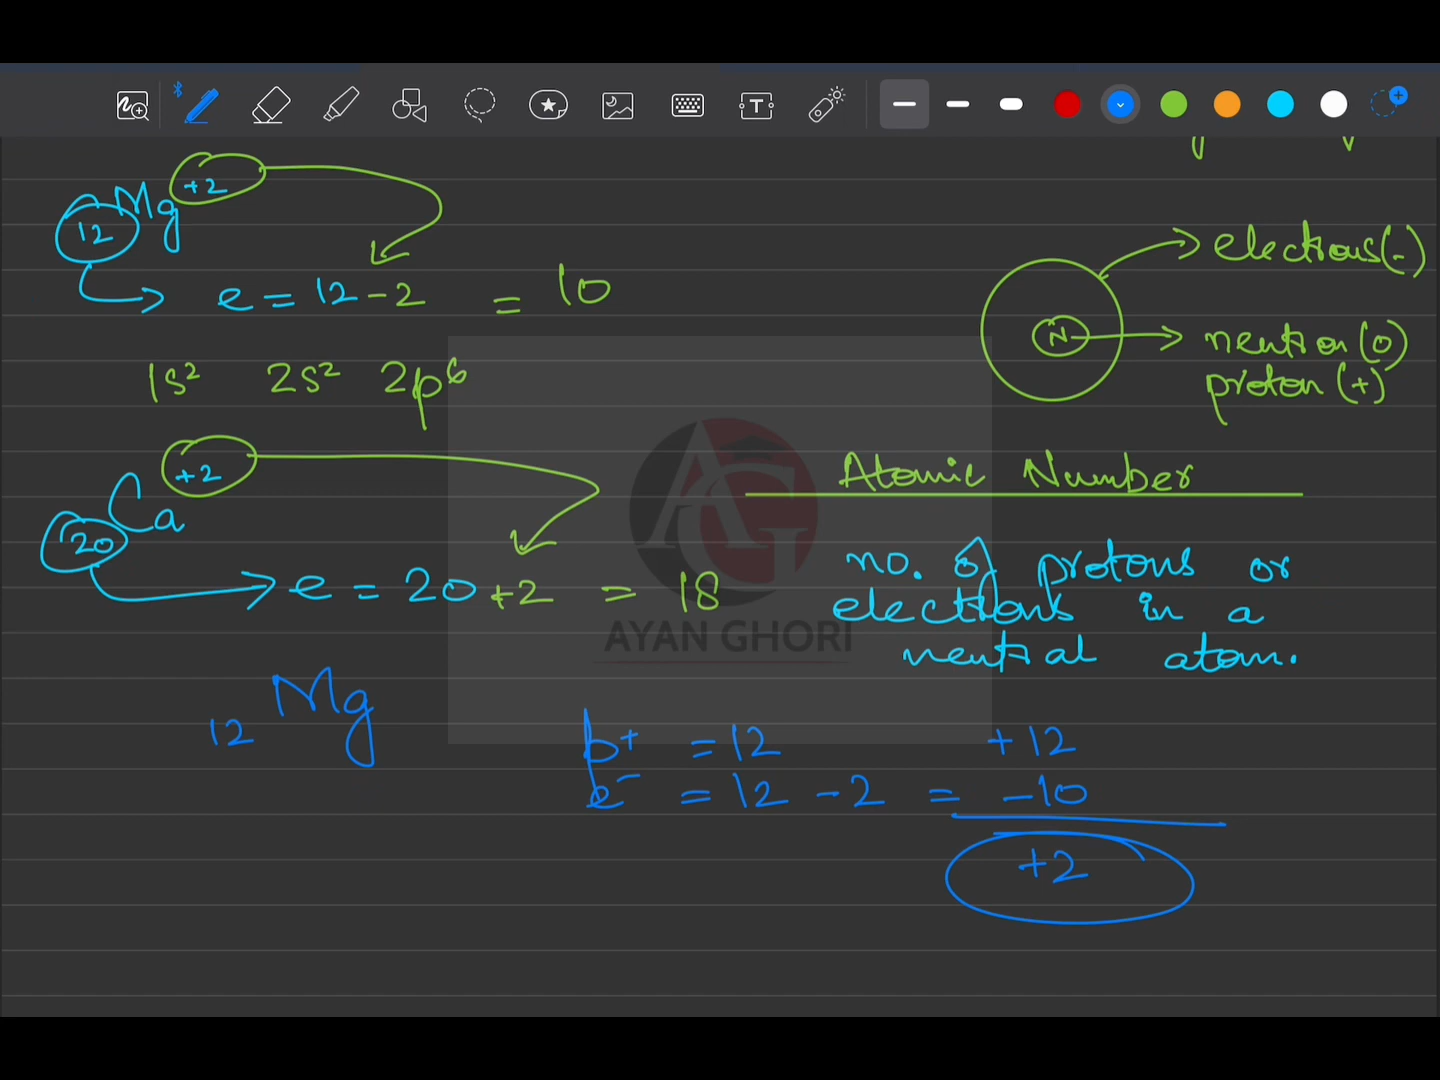 Mg +2
12
e = 12 - 2 = 10
1s² 2s² 2p⁶
Ca +2
20
e = 20 + 2 = 18
12 Mg
electrons(-)
N
neutron(0)
proton(+)
Atomic Number
no. of protons or
electrons in a
neutral atom.
AG
AYAN GHORI
p⁺ = 12 +12
e⁻ = 12 - 2 = -10
+2
T